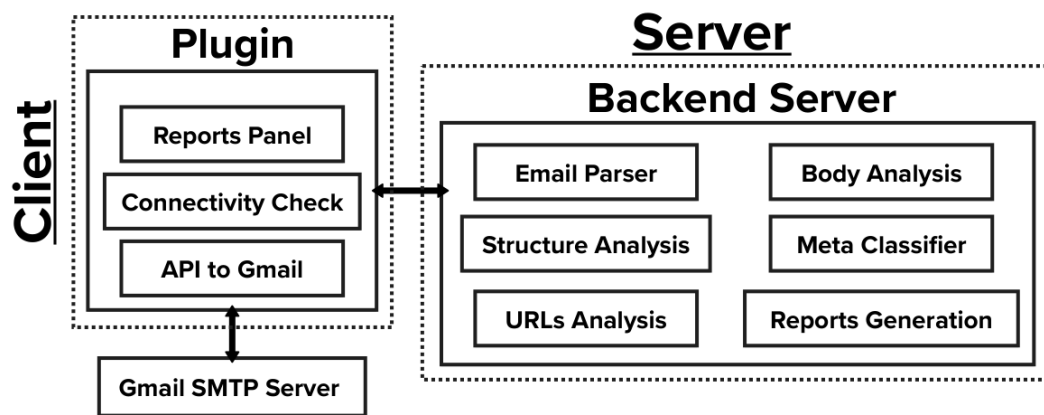 Client
Plugin
Reports Panel
Connectivity Check
API to Gmail
Gmail SMTP Server
Server
Backend Server
Email Parser
Body Analysis
Structure Analysis
Meta Classifier
URLs Analysis
Reports Generation